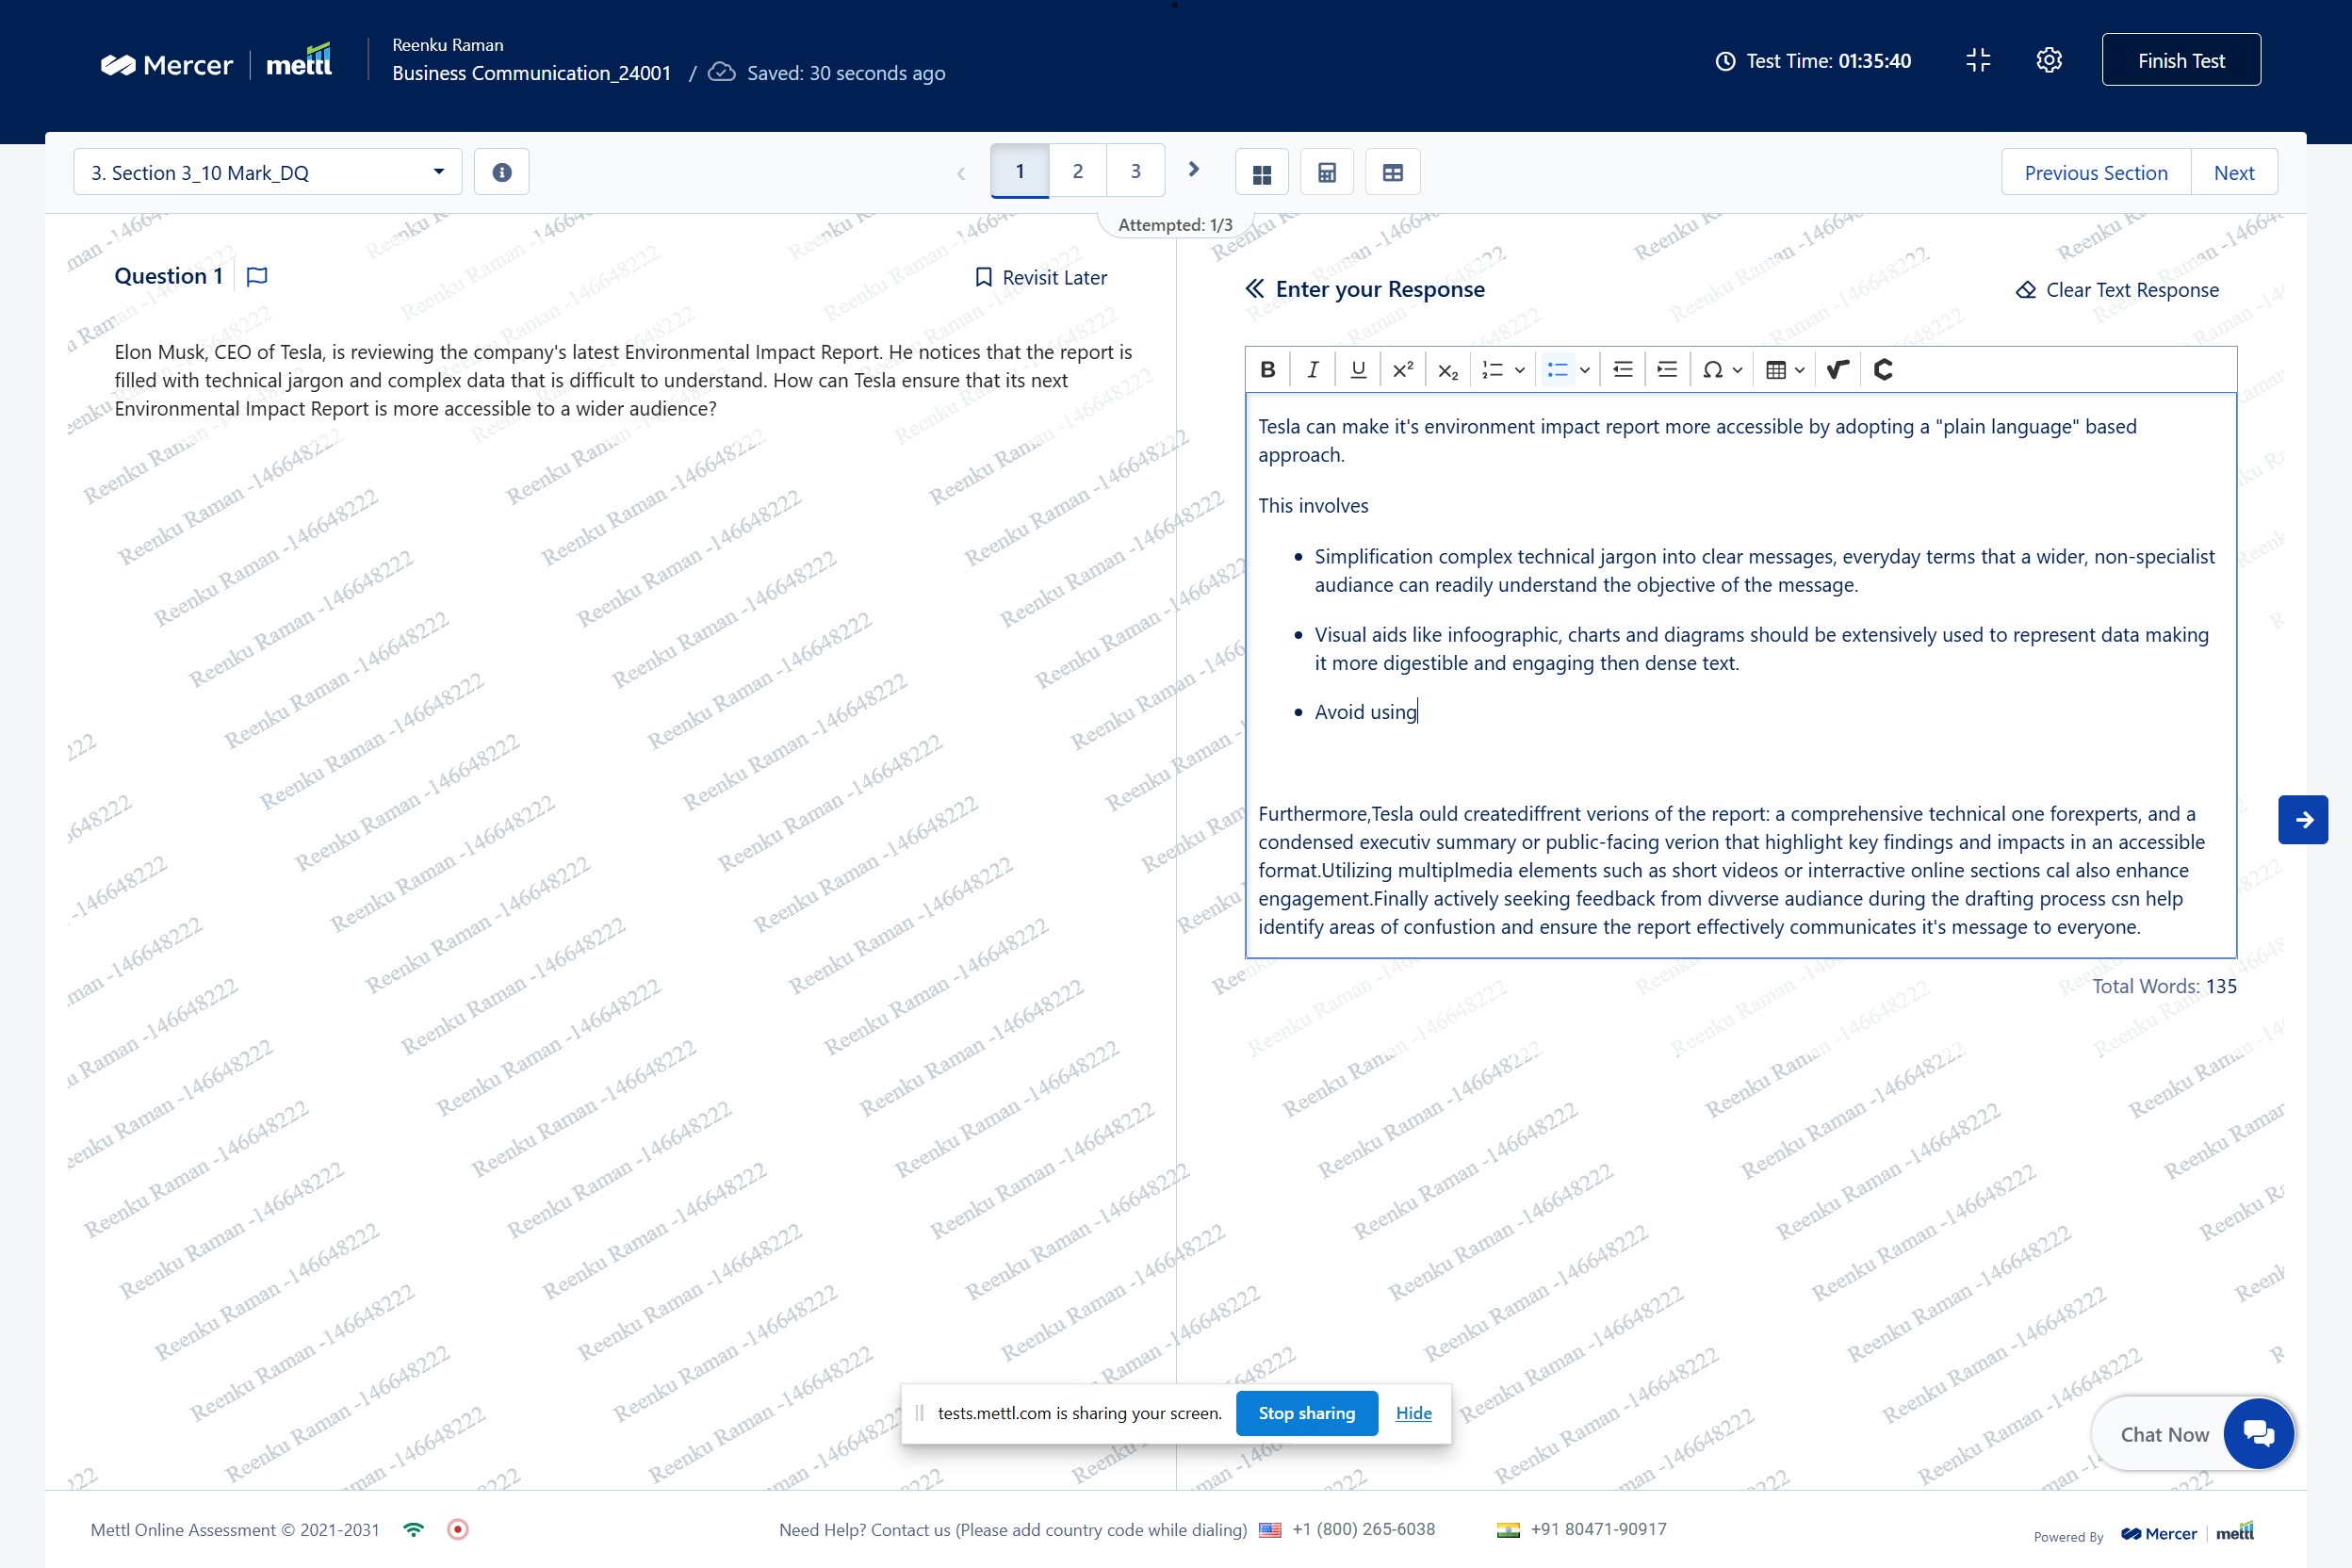 Mercer | mettl
Reenku Raman
Business Communication_24001 / Saved: 30 seconds ago
Test Time: 01:35:40
Finish Test
3. Section 3_10 Mark_DQ
1 2 3
Previous Section
Next
Attempted: 1/3
Question 1
Revisit Later
Elon Musk, CEO of Tesla, is reviewing the company's latest Environmental Impact Report. He notices that the report is
filled with technical jargon and complex data that is difficult to understand. How can Tesla ensure that its next
Environmental Impact Report is more accessible to a wider audience?
Enter your Response
Clear Text Response
Tesla can make it's environment impact report more accessible by adopting a "plain language" based
approach.
This involves
• Simplification complex technical jargon into clear messages, everyday terms that a wider, non-specialist
audiance can readily understand the objective of the message.
• Visual aids like infoographic, charts and diagrams should be extensively used to represent data making
it more digestible and engaging then dense text.
• Avoid using
Furthermore,Tesla ould creatediffrent verions of the report: a comprehensive technical one forexperts, and a
condensed executiv summary or public-facing verion that highlight key findings and impacts in an accessible
format.Utilizing multiplmedia elements such as short videos or interractive online sections cal also enhance
engagement.Finally actively seeking feedback from divverse audiance during the drafting process csn help
identify areas of confustion and ensure the report effectively communicates it's message to everyone.
Total Words: 135
Reenku Raman -146648222
tests.mettl.com is sharing your screen.
Stop sharing
Hide
Chat Now
Mettl Online Assessment © 2021-2031
Need Help? Contact us (Please add country code while dialing) +1 (800) 265-6038 +91 80471-90917
Powered By Mercer | mettl